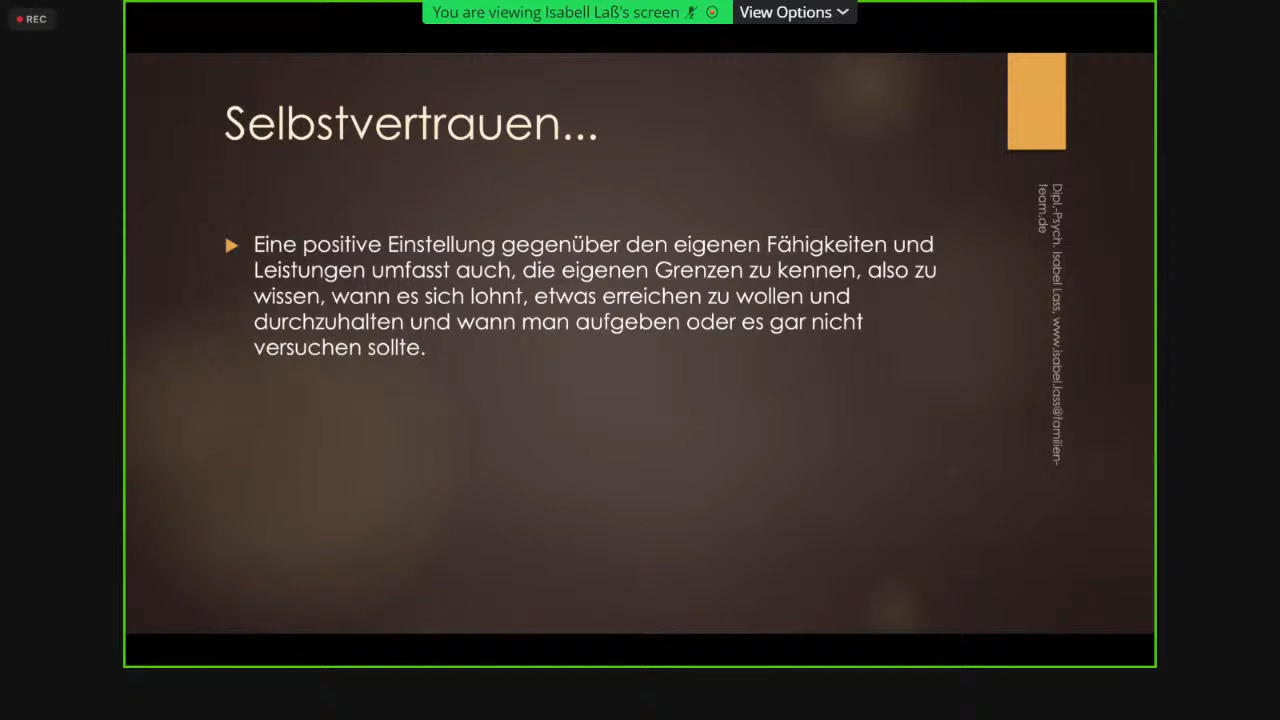 REC
You are viewing Isabell Laß's screen
View Options
Selbstvertrauen...
Eine positive Einstellung gegenüber den eigenen Fähigkeiten und
Leistungen umfasst auch, die eigenen Grenzen zu kennen, also zu
wissen, wann es sich lohnt, etwas erreichen zu wollen und
durchzuhalten und wann man aufgeben oder es gar nicht
versuchen sollte.
Dipl.-Psych. Isabel Lass, www.isabel.lass@familien-
team.de